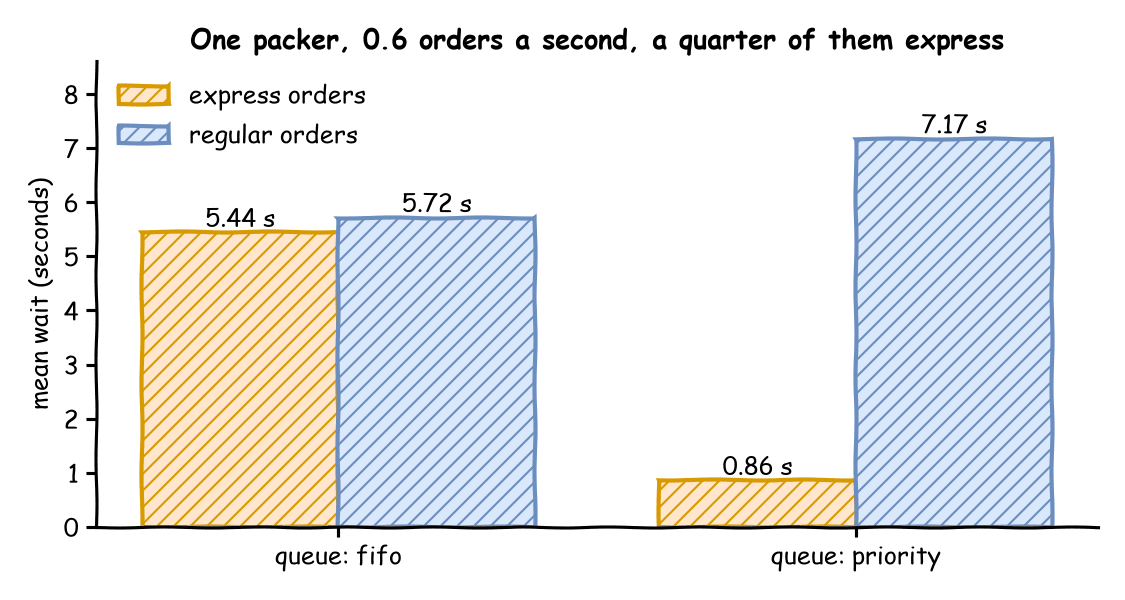 One packer, 0.6 orders a second, a quarter of them express
express orders
regular orders
mean wait (seconds)
8
7
6
5
4
3
2
1
0
5.44 s
5.72 s
0.86 s
7.17 s
queue: fifo
queue: priority